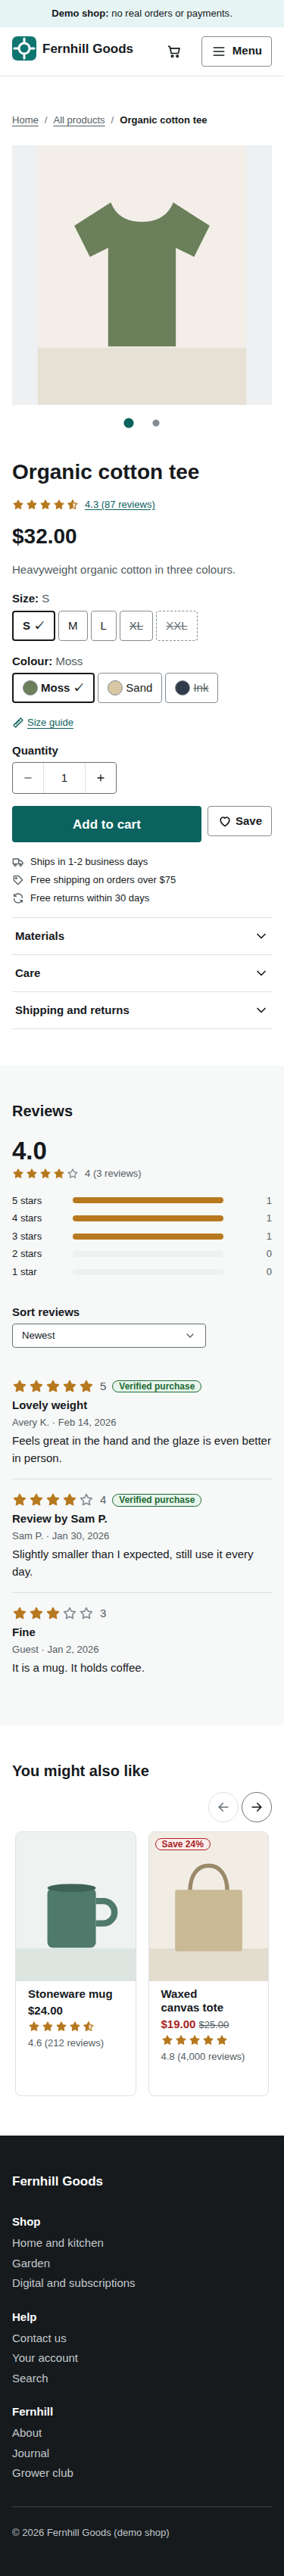 Demo shop: no real orders or payments.
Fernhill Goods
Menu
Home / All products / Organic cotton tee
Organic cotton tee
4.3 (87 reviews)
$32.00
Heavyweight organic cotton in three colours.
Size: S
S ✓ M L XL XXL
Colour: Moss
Moss ✓ Sand Ink
Size guide
Quantity
− 1 +
Add to cart
Save
Ships in 1-2 business days
Free shipping on orders over $75
Free returns within 30 days
Materials
Care
Shipping and returns
Reviews
4.0
4 (3 reviews)
5 stars 1
4 stars 1
3 stars 1
2 stars 0
1 star 0
Sort reviews
Newest
5 Verified purchase
Lovely weight
Avery K. · Feb 14, 2026
Feels great in the hand and the glaze is even better
in person.
4 Verified purchase
Review by Sam P.
Sam P. · Jan 30, 2026
Slightly smaller than I expected, still use it every
day.
3
Fine
Guest · Jan 2, 2026
It is a mug. It holds coffee.
You might also like
Stoneware mug
$24.00
4.6 (212 reviews)
Save 24%
Waxed
canvas tote
$19.00 $25.00
4.8 (4,000 reviews)
Fernhill Goods
Shop
Home and kitchen
Garden
Digital and subscriptions
Help
Contact us
Your account
Search
Fernhill
About
Journal
Grower club
© 2026 Fernhill Goods (demo shop)